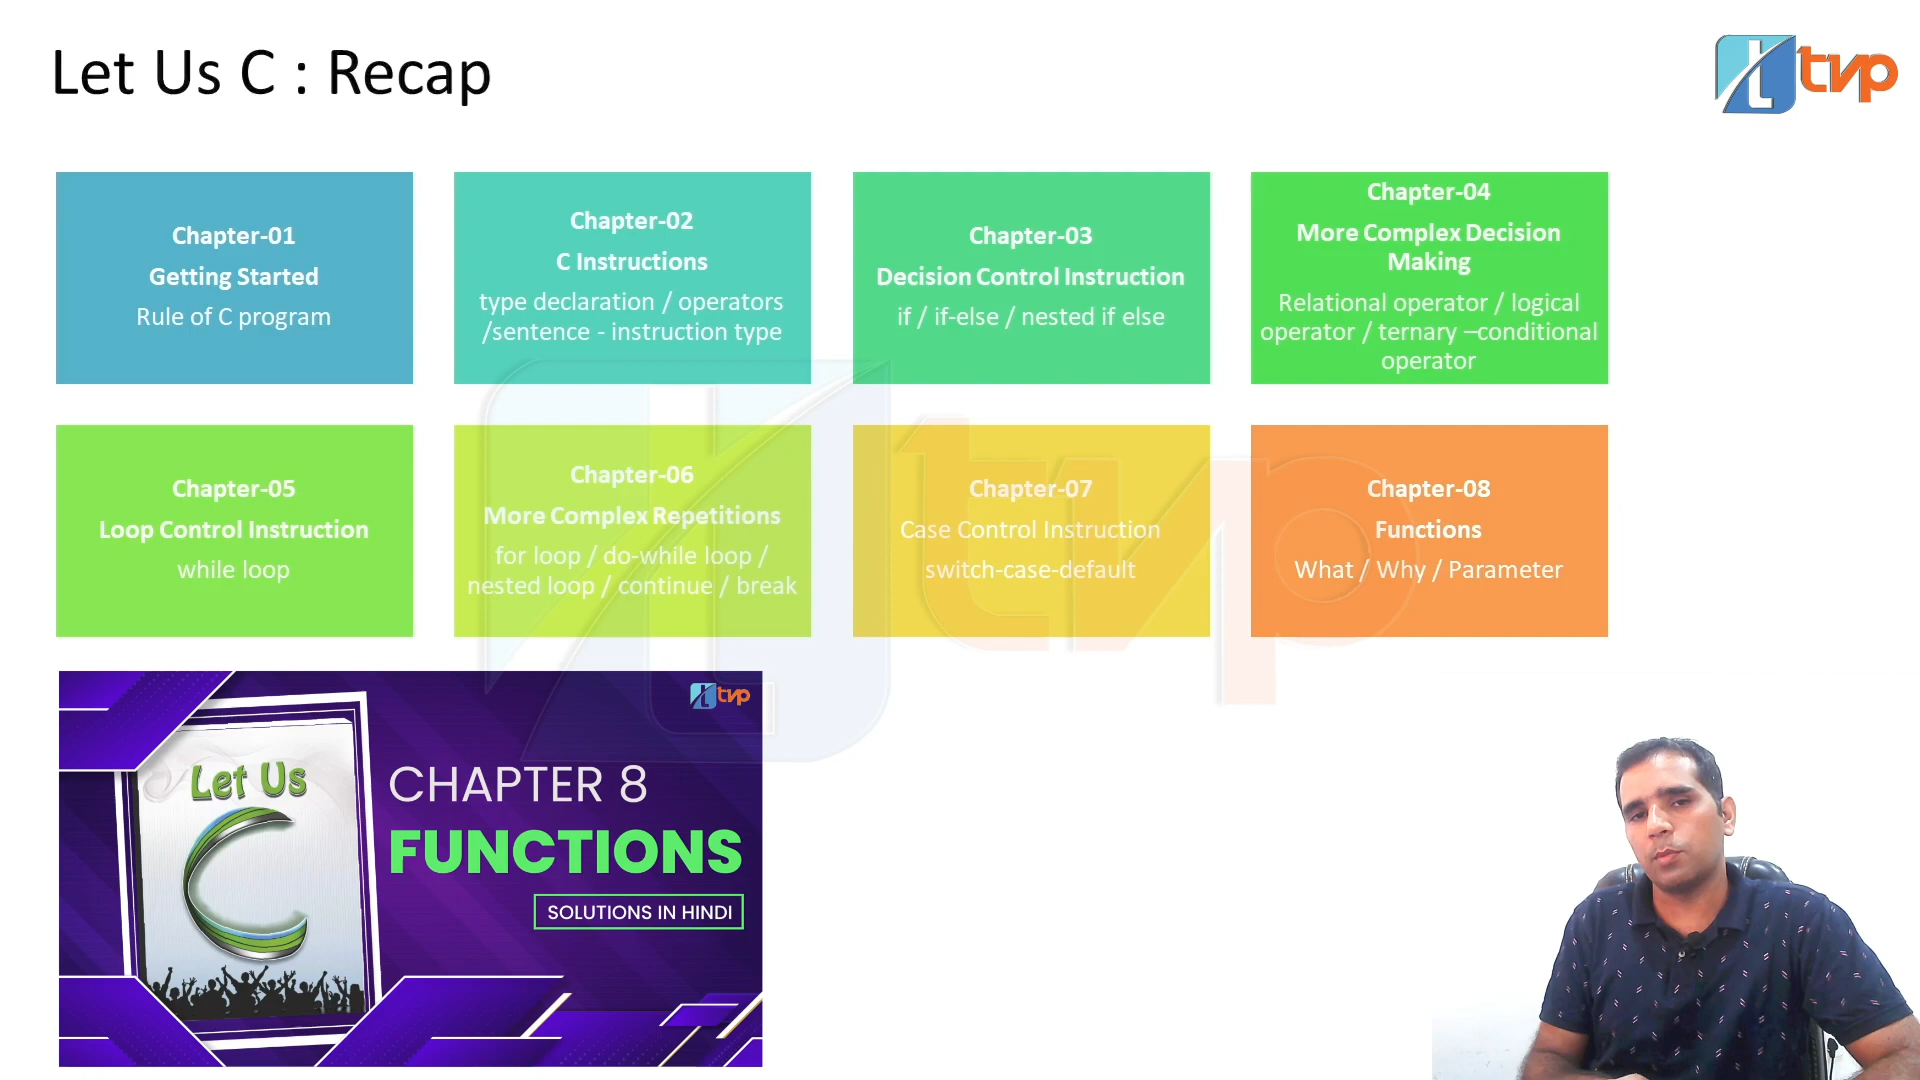 Let Us C : Recap
tvp
Chapter-01
Getting Started
Rule of C program
Chapter-02
C Instructions
type declaration / operators
/sentence - instruction type
Chapter-03
Decision Control Instruction
if / if-else / nested if else
Chapter-04
More Complex Decision
Making
Relational operator / logical
operator / ternary –conditional
operator
Chapter-05
Loop Control Instruction
while loop
Chapter-06
More Complex Repetitions
for loop / do-while loop /
nested loop / continue / break
Chapter-07
Case Control Instruction
switch-case-default
Chapter-08
Functions
What / Why / Parameter
tvp
tvp
Let Us
C
CHAPTER 8
FUNCTIONS
SOLUTIONS IN HINDI